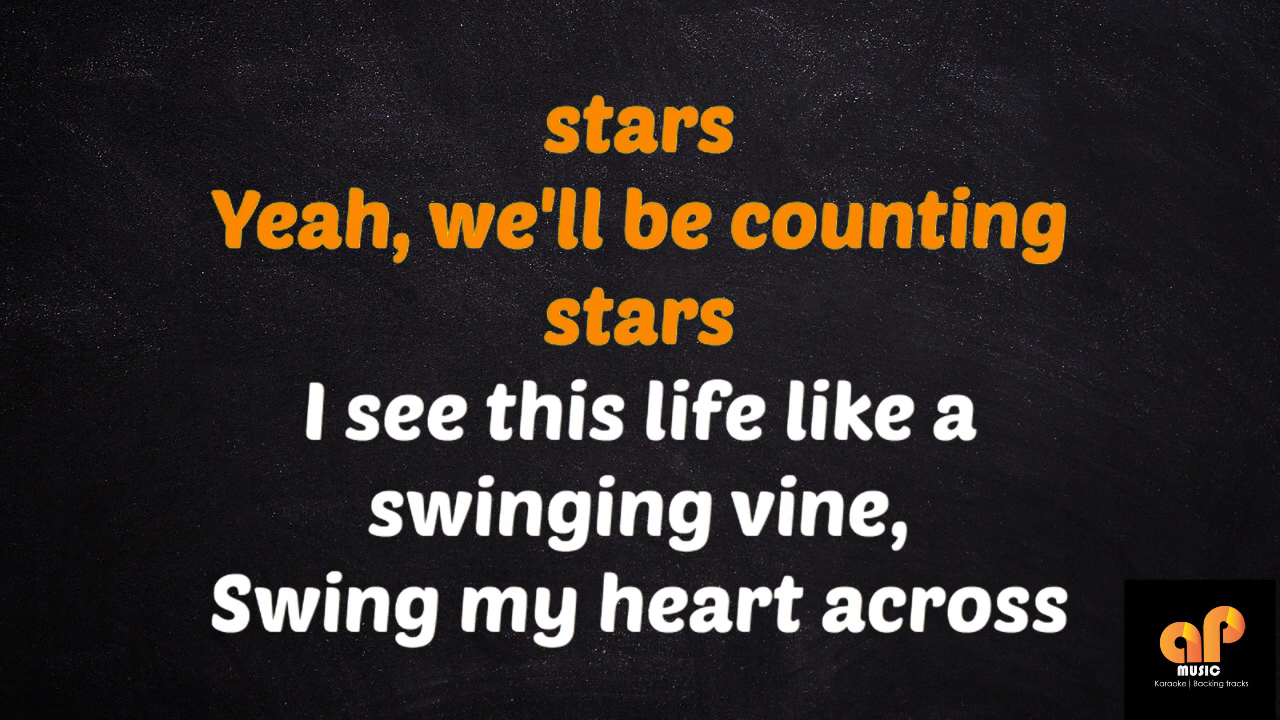 stars
Yeah, we'll be counting
stars
I see this life like a
swinging vine,
Swing my heart across
ap
MUSIC
Karaoke | Backing tracks